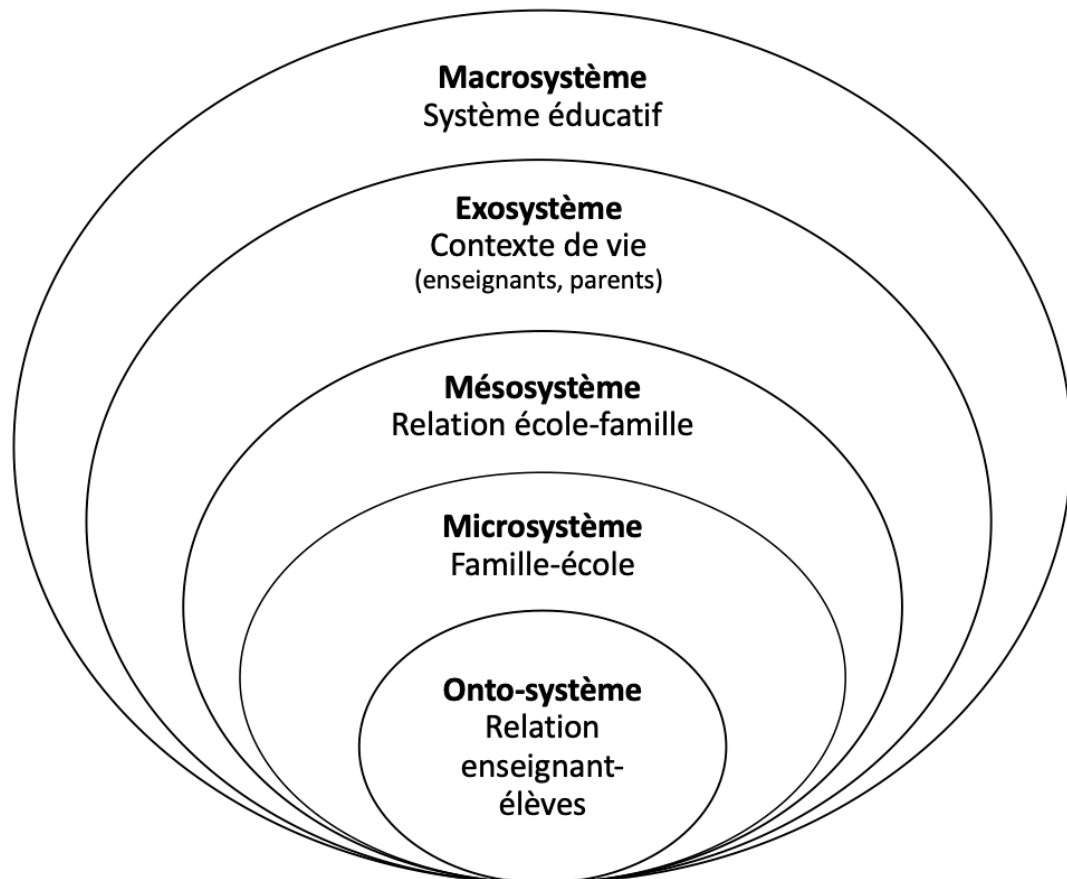 Macrosystème
Système éducatif
Exosystème
Contexte de vie
(enseignants, parents)
Mésosystème
Relation école-famille
Microsystème
Famille-école
Onto-système
Relation
enseignant-
élèves